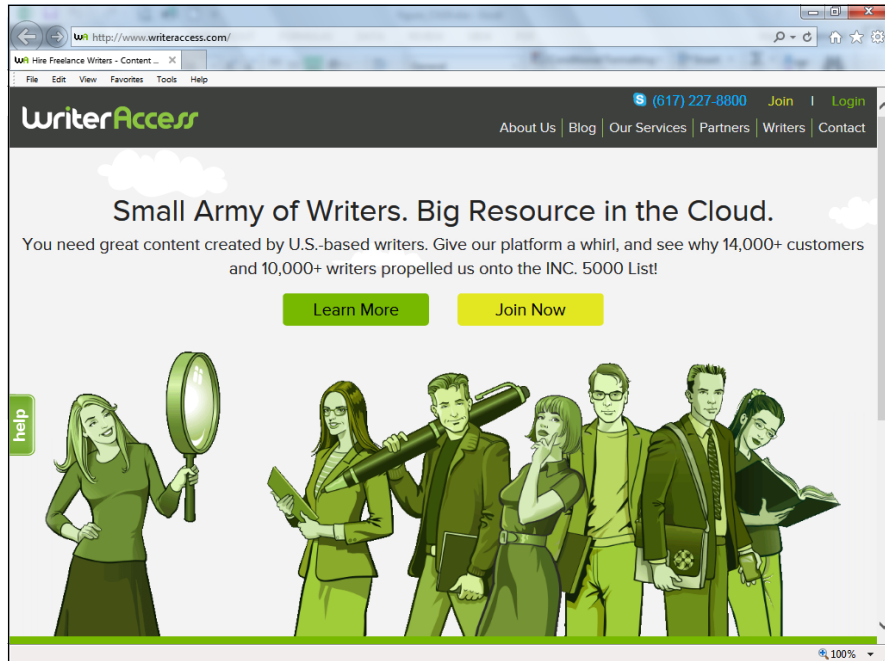 http://www.writeraccess.com/
WA Hire Freelance Writers - Content ...
File Edit View Favorites Tools Help
WriterAccess
(617) 227-8800 Join | Login
About Us | Blog | Our Services | Partners | Writers | Contact
Small Army of Writers. Big Resource in the Cloud.
You need great content created by U.S.-based writers. Give our platform a whirl, and see why 14,000+ customers
and 10,000+ writers propelled us onto the INC. 5000 List!
Learn More Join Now
help
100%